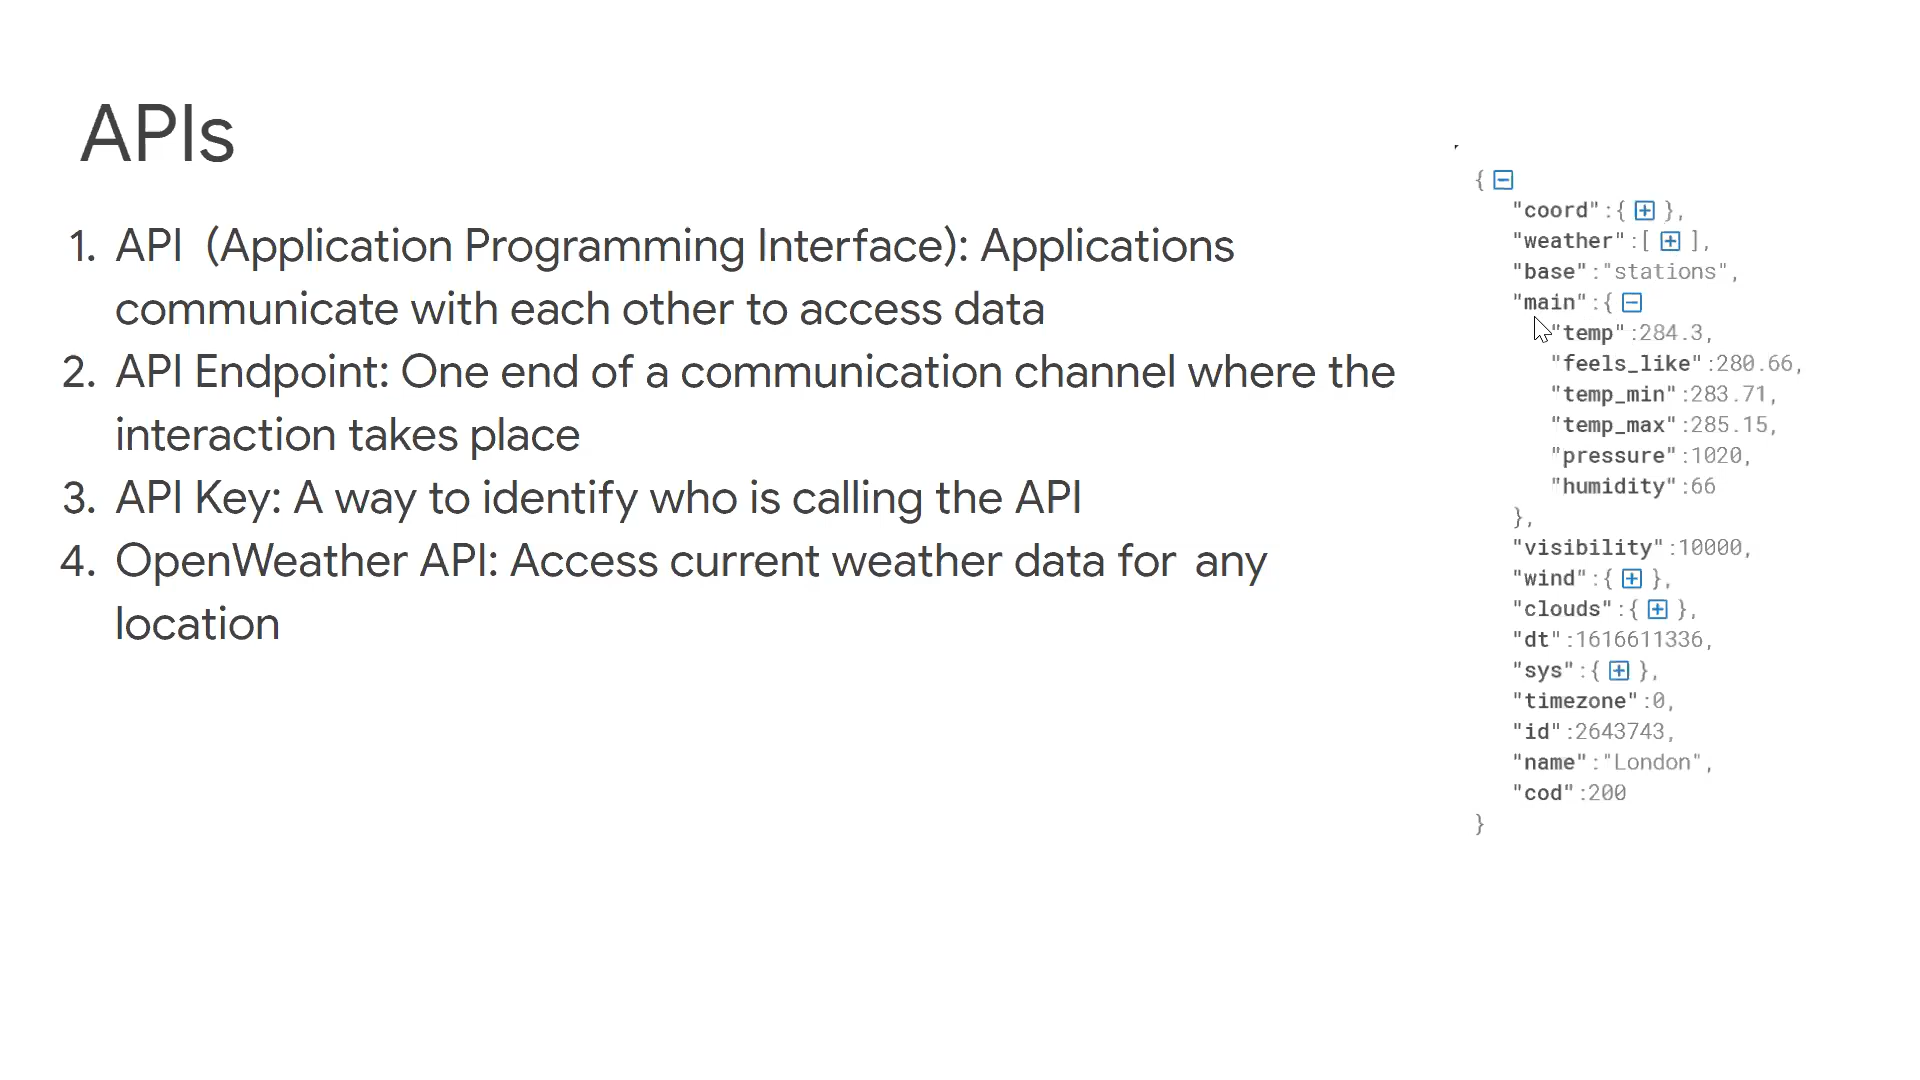 APIs
1. API (Application Programming Interface): Applications
communicate with each other to access data
2. API Endpoint: One end of a communication channel where the
interaction takes place
3. API Key: A way to identify who is calling the API
4. OpenWeather API: Access current weather data for any
location
{
"coord":{ },
"weather":[ ],
"base":"stations",
"main":{
"temp":284.3,
"feels_like":280.66,
"temp_min":283.71,
"temp_max":285.15,
"pressure":1020,
"humidity":66
},
"visibility":10000,
"wind":{ },
"clouds":{ },
"dt":1616611336,
"sys":{ },
"timezone":0,
"id":2643743,
"name":"London",
"cod":200
}